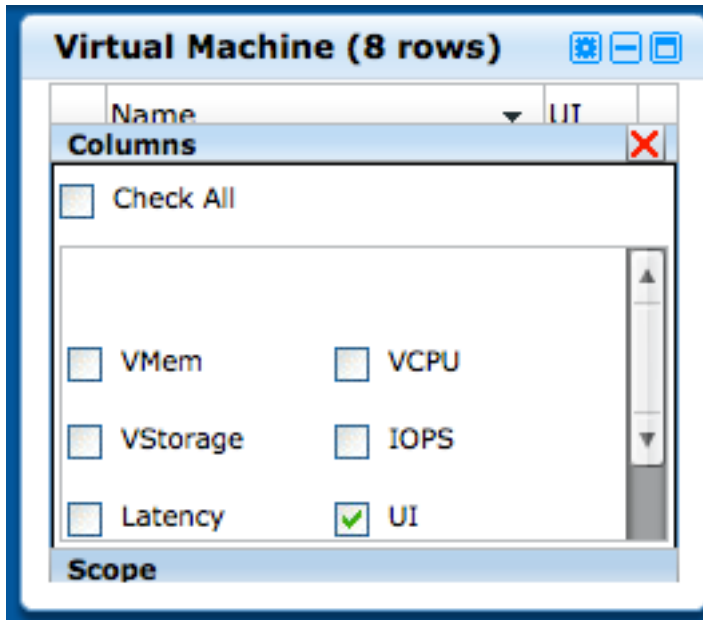 Virtual Machine (8 rows)
Name UI
Columns
Check All
VMem VCPU
VStorage IOPS
Latency UI
Scope